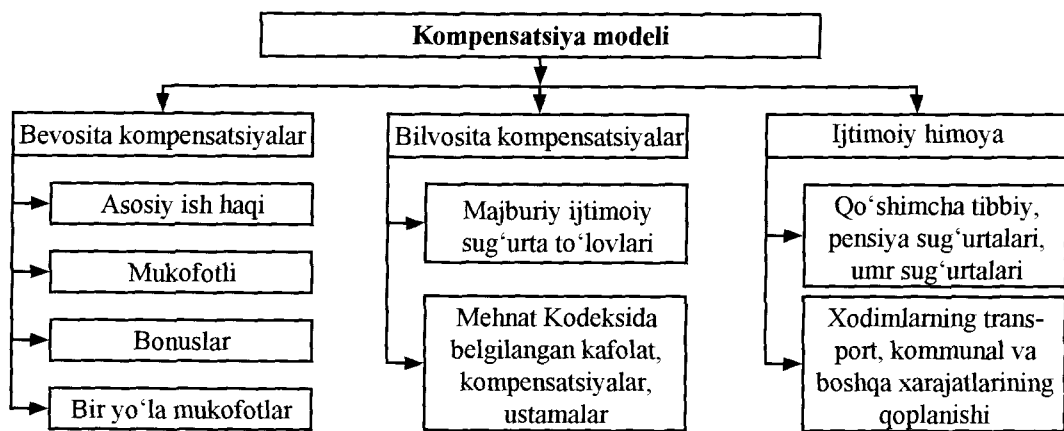 Kompensatsiya modeli
Bevosita kompensatsiyalar
Asosiy ish haqi
Mukofotli
Bonuslar
Bir yo‘la mukofotlar
Bilvosita kompensatsiyalar
Majburiy ijtimoiy
sug‘urta to‘lovlari
Mehnat Kodeksida
belgilangan kafolat,
kompensatsiyalar,
ustamalar
Ijtimoiy himoya
Qo‘shimcha tibbiy,
pensiya sug‘urtalari,
umr sug‘urtalari
Xodimlarning trans-
port, kommunal va
boshqa xarajatlarining
qoplanishi